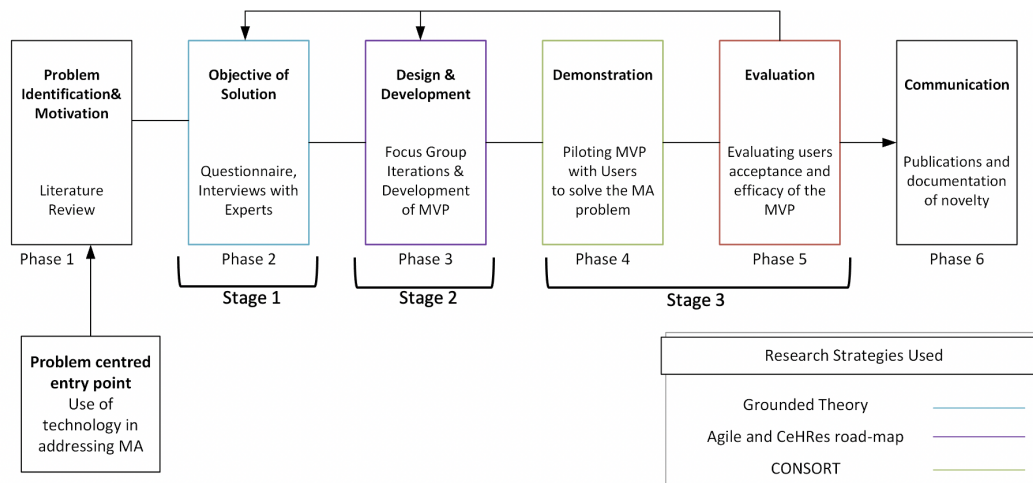 Problem
Identification&
Motivation
Literature
Review
Phase 1
Objective of
Solution
Questionnaire,
Interviews with
Experts
Phase 2
Stage 1
Design &
Development
Focus Group
Iterations &
Development
of MVP
Phase 3
Stage 2
Demonstration
Piloting MVP
with Users
to solve the MA
problem
Phase 4
Evaluation
Evaluating users
acceptance and
efficacy of the
MVP
Phase 5
Stage 3
Communication
Publications and
documentation
of novelty
Phase 6
Problem centred
entry point
Use of
technology in
addressing MA
Research Strategies Used
Grounded Theory
Agile and CeHRes road-map
CONSORT